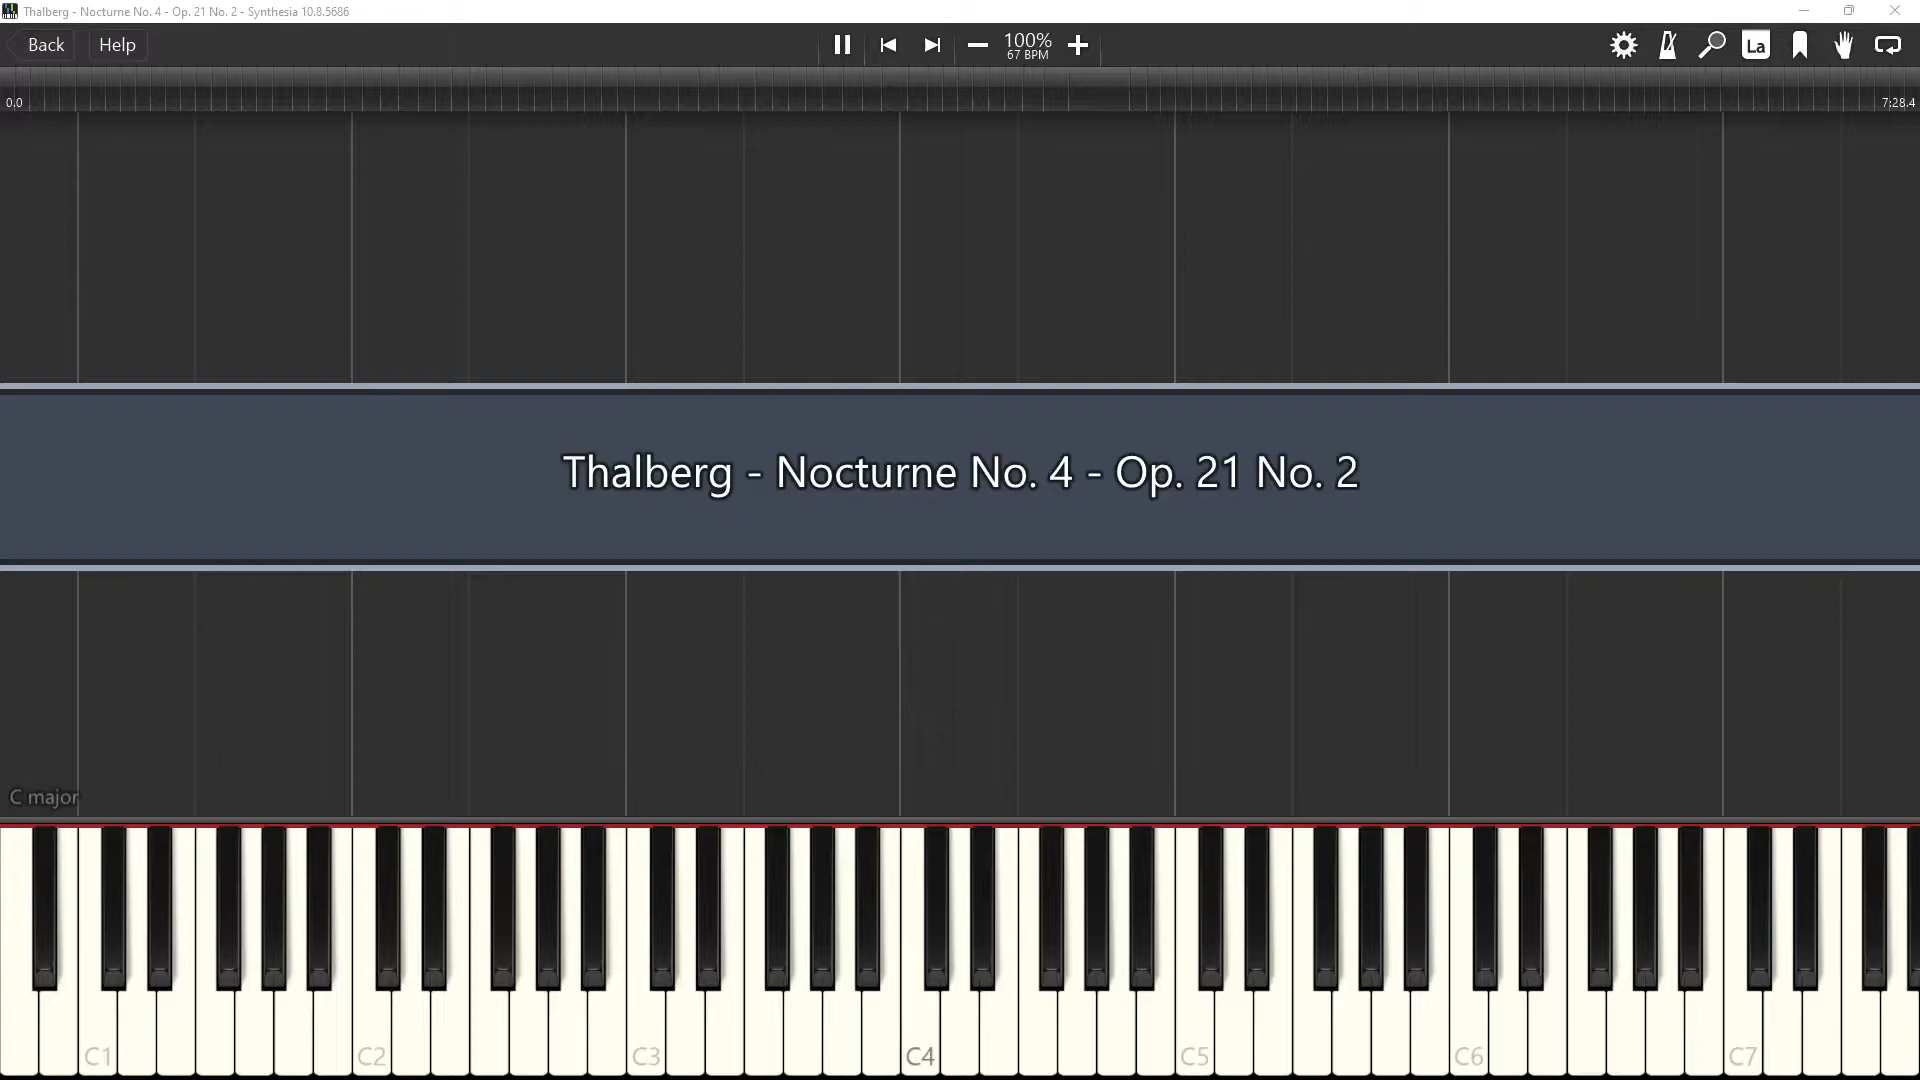 Thalberg - Nocturne No. 4 - Op. 21 No. 2 - Synthesia 10.8.5686
Back
Help
100%
67 BPM
La
0.0
7:28.4
Thalberg - Nocturne No. 4 - Op. 21 No. 2
C major
C1
C2
C3
C4
C5
C6
C7